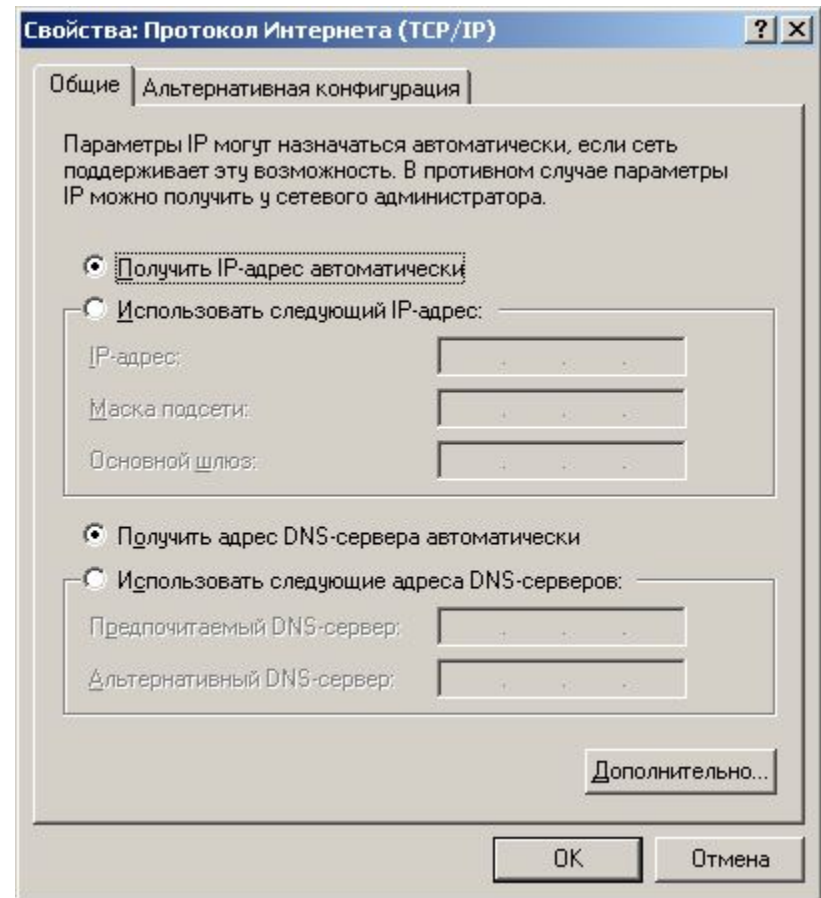 Свойства: Протокол Интернета (TCP/IP)
Общие
Альтернативная конфигурация
Параметры IP могут назначаться автоматически, если сеть
поддерживает эту возможность. В противном случае параметры
IP можно получить у сетевого администратора.
Получить IP-адрес автоматически
Использовать следующий IP-адрес:
IP-адрес:
Маска подсети:
Основной шлюз:
Получить адрес DNS-сервера автоматически
Использовать следующие адреса DNS-серверов:
Предпочитаемый DNS-сервер:
Альтернативный DNS-сервер:
Дополнительно...
OK
Отмена